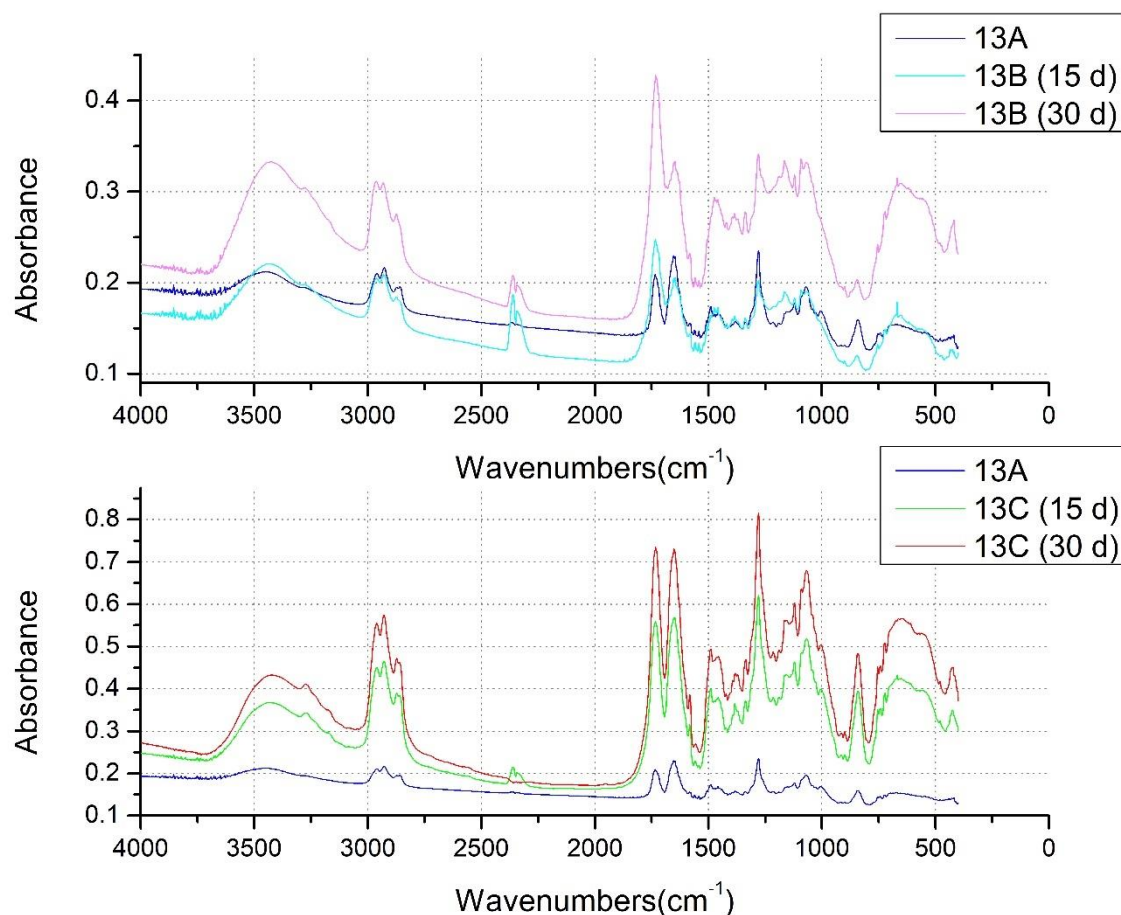 13A
13B (15 d)
13B (30 d)
Absorbance
0.4
0.3
0.2
0.1
4000 3500 3000 2500 2000 1500 1000 500 0
Wavenumbers(cm⁻¹)
13A
13C (15 d)
13C (30 d)
Absorbance
0.8
0.7
0.6
0.5
0.4
0.3
0.2
0.1
4000 3500 3000 2500 2000 1500 1000 500 0
Wavenumbers(cm⁻¹)